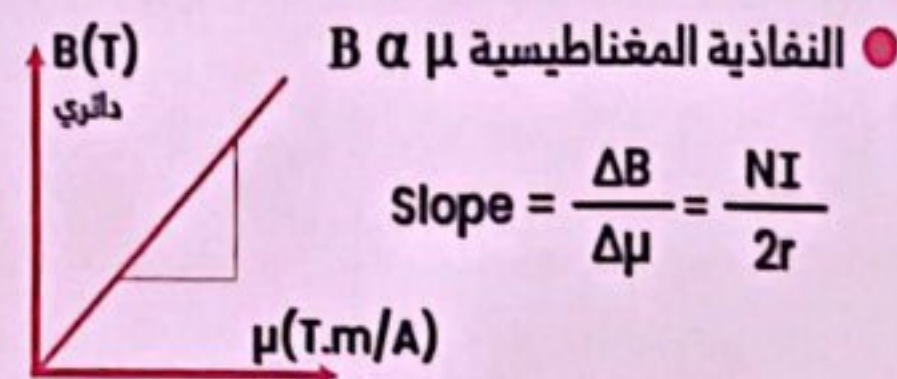 النفاذية المغناطيسية B α μ
B(T)
دائري
Slope = ΔB/Δμ = NI/2r
μ(T.m/A)